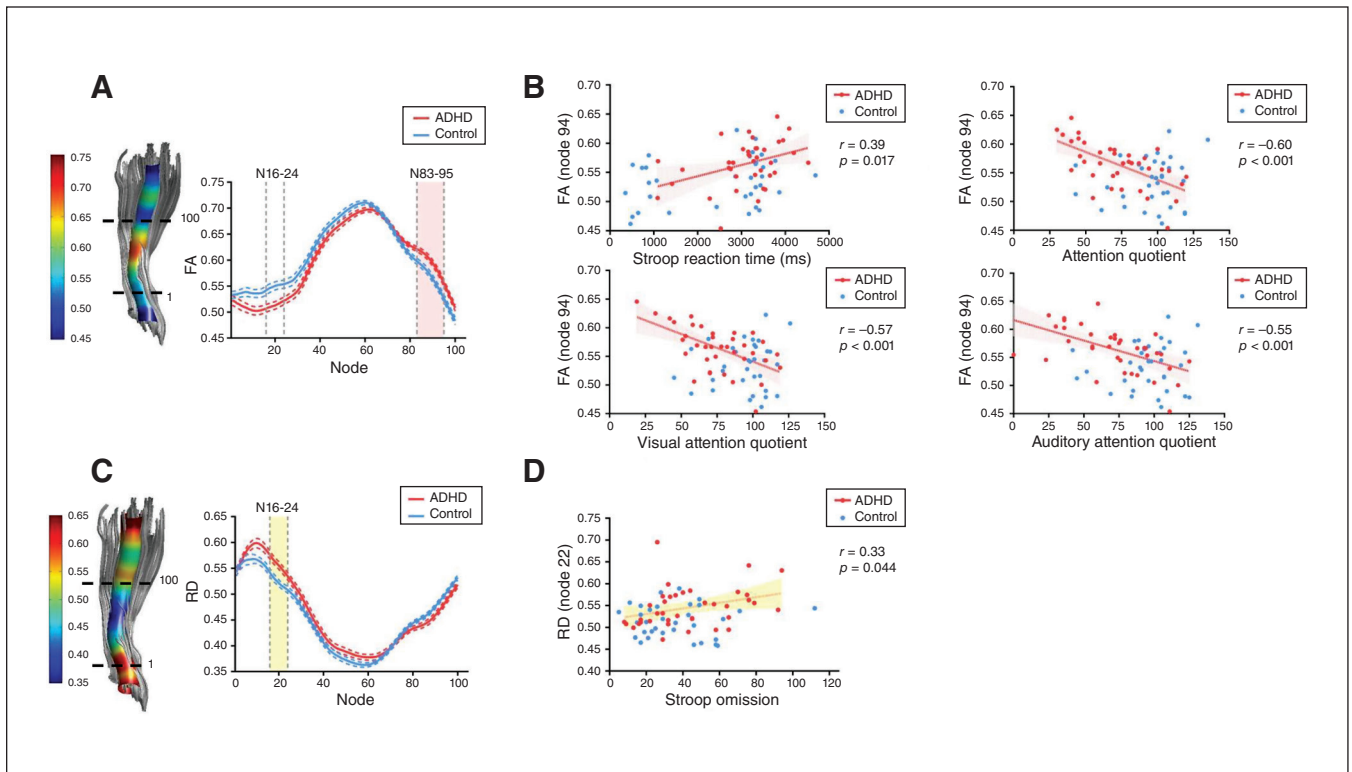 A
ADHD
Control
0.75
0.70
0.65
0.60
0.55
0.50
0.45
100
1
FA
0.75
0.70
0.65
0.60
0.55
0.50
0.45
N16-24
N83-95
0 20 40 60 80 100
Node
B
FA (node 94)
0.70
0.65
0.60
0.55
0.50
0.45
0 1000 2000 3000 4000 5000
Stroop reaction time (ms)
ADHD
Control
r = 0.39
p = 0.017
FA (node 94)
0.70
0.65
0.60
0.55
0.50
0.45
0 25 50 75 100 125 150
Attention quotient
ADHD
Control
r = –0.60
p < 0.001
FA (node 94)
0.70
0.65
0.60
0.55
0.50
0.45
0 25 50 75 100 125 150
Visual attention quotient
ADHD
Control
r = –0.57
p < 0.001
FA (node 94)
0.70
0.65
0.60
0.55
0.50
0.45
0 25 50 75 100 125 150
Auditory attention quotient
ADHD
Control
r = –0.55
p < 0.001
C
ADHD
Control
0.65
0.60
0.55
0.50
0.45
0.40
0.35
100
1
RD
0.65
0.60
0.55
0.50
0.45
0.40
0.35
N16-24
0 20 40 60 80 100
Node
D
RD (node 22)
0.75
0.70
0.65
0.60
0.55
0.50
0.45
0.40
0 20 40 60 80 100 120
Stroop omission
ADHD
Control
r = 0.33
p = 0.044